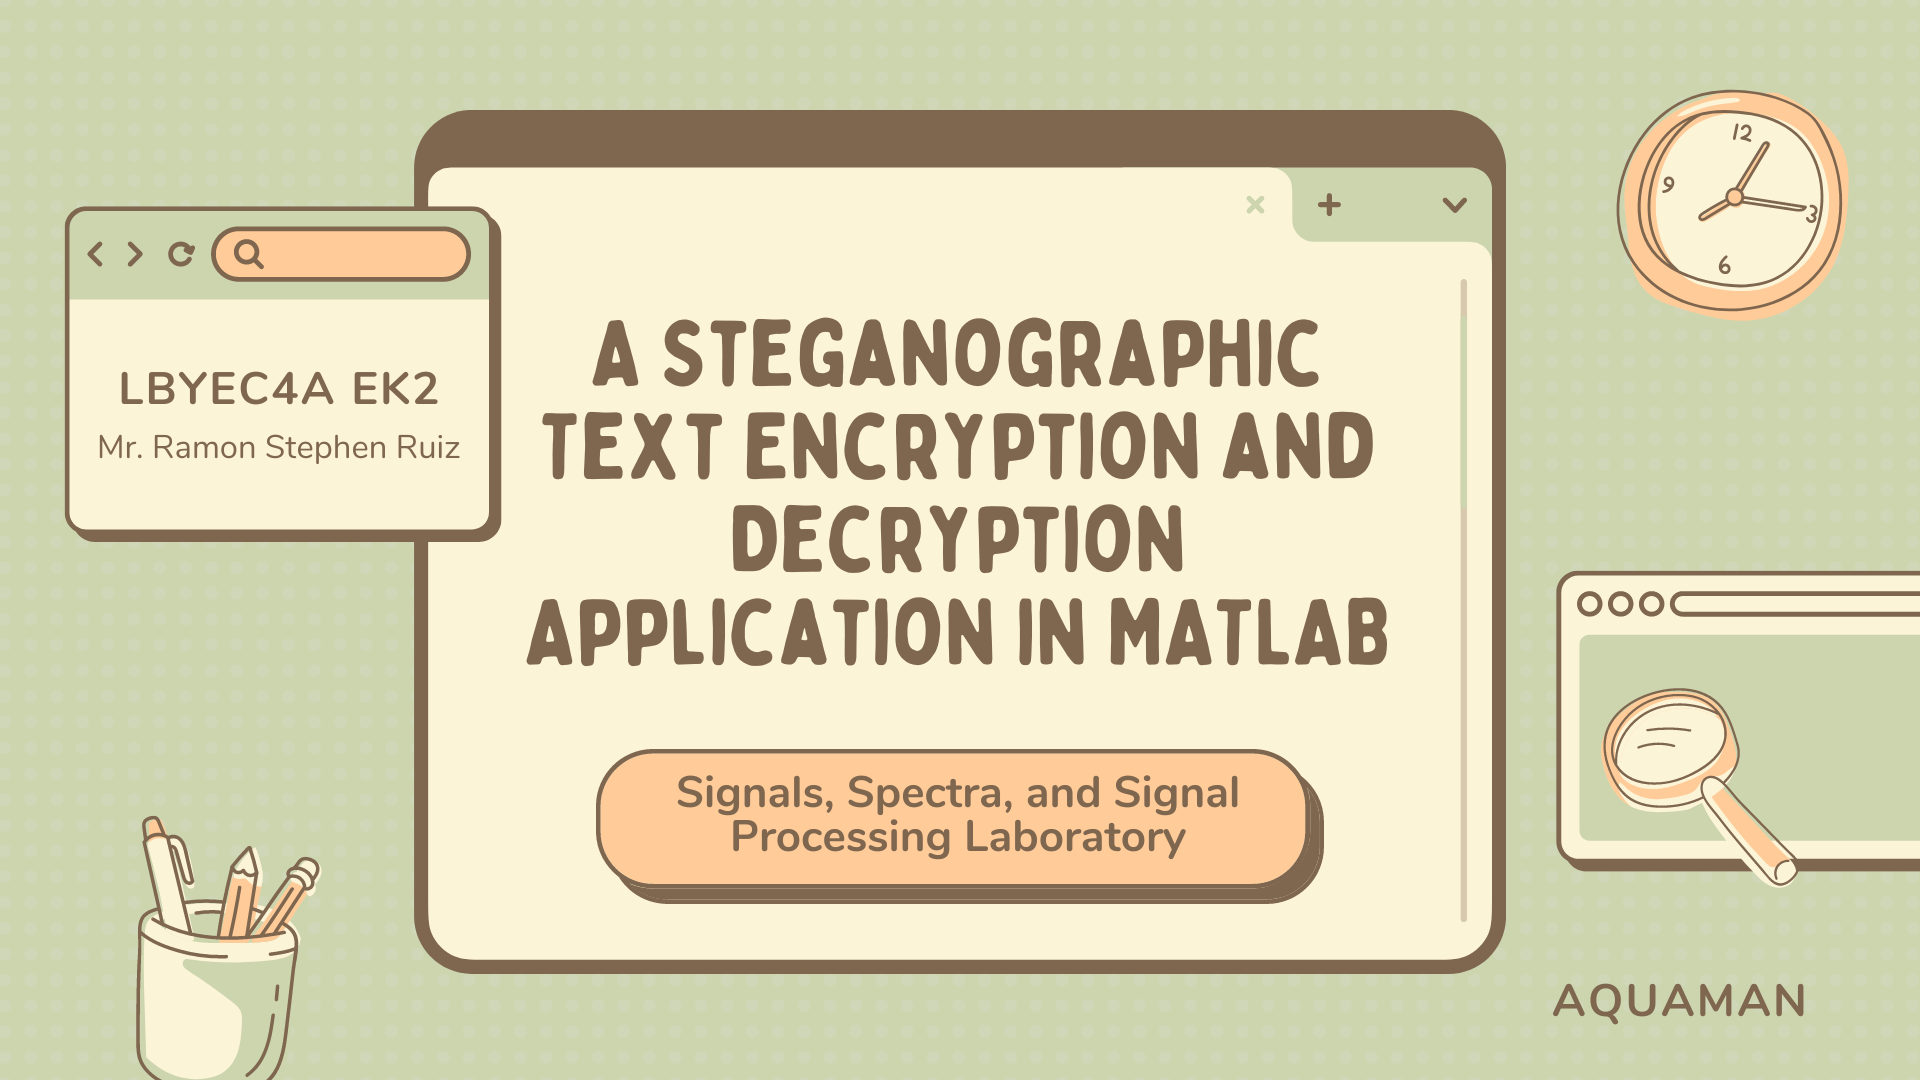 LBYEC4A EK2
Mr. Ramon Stephen Ruiz
A STEGANOGRAPHIC
TEXT ENCRYPTION AND
DECRYPTION
APPLICATION IN MATLAB
Signals, Spectra, and Signal
Processing Laboratory
12
9
3
6
AQUAMAN